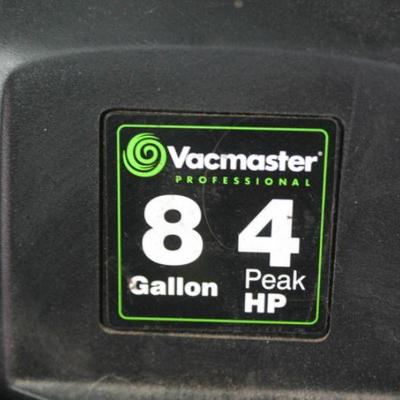 Vacmaster®
PROFESSIONAL
8 4
Gallon Peak
HP